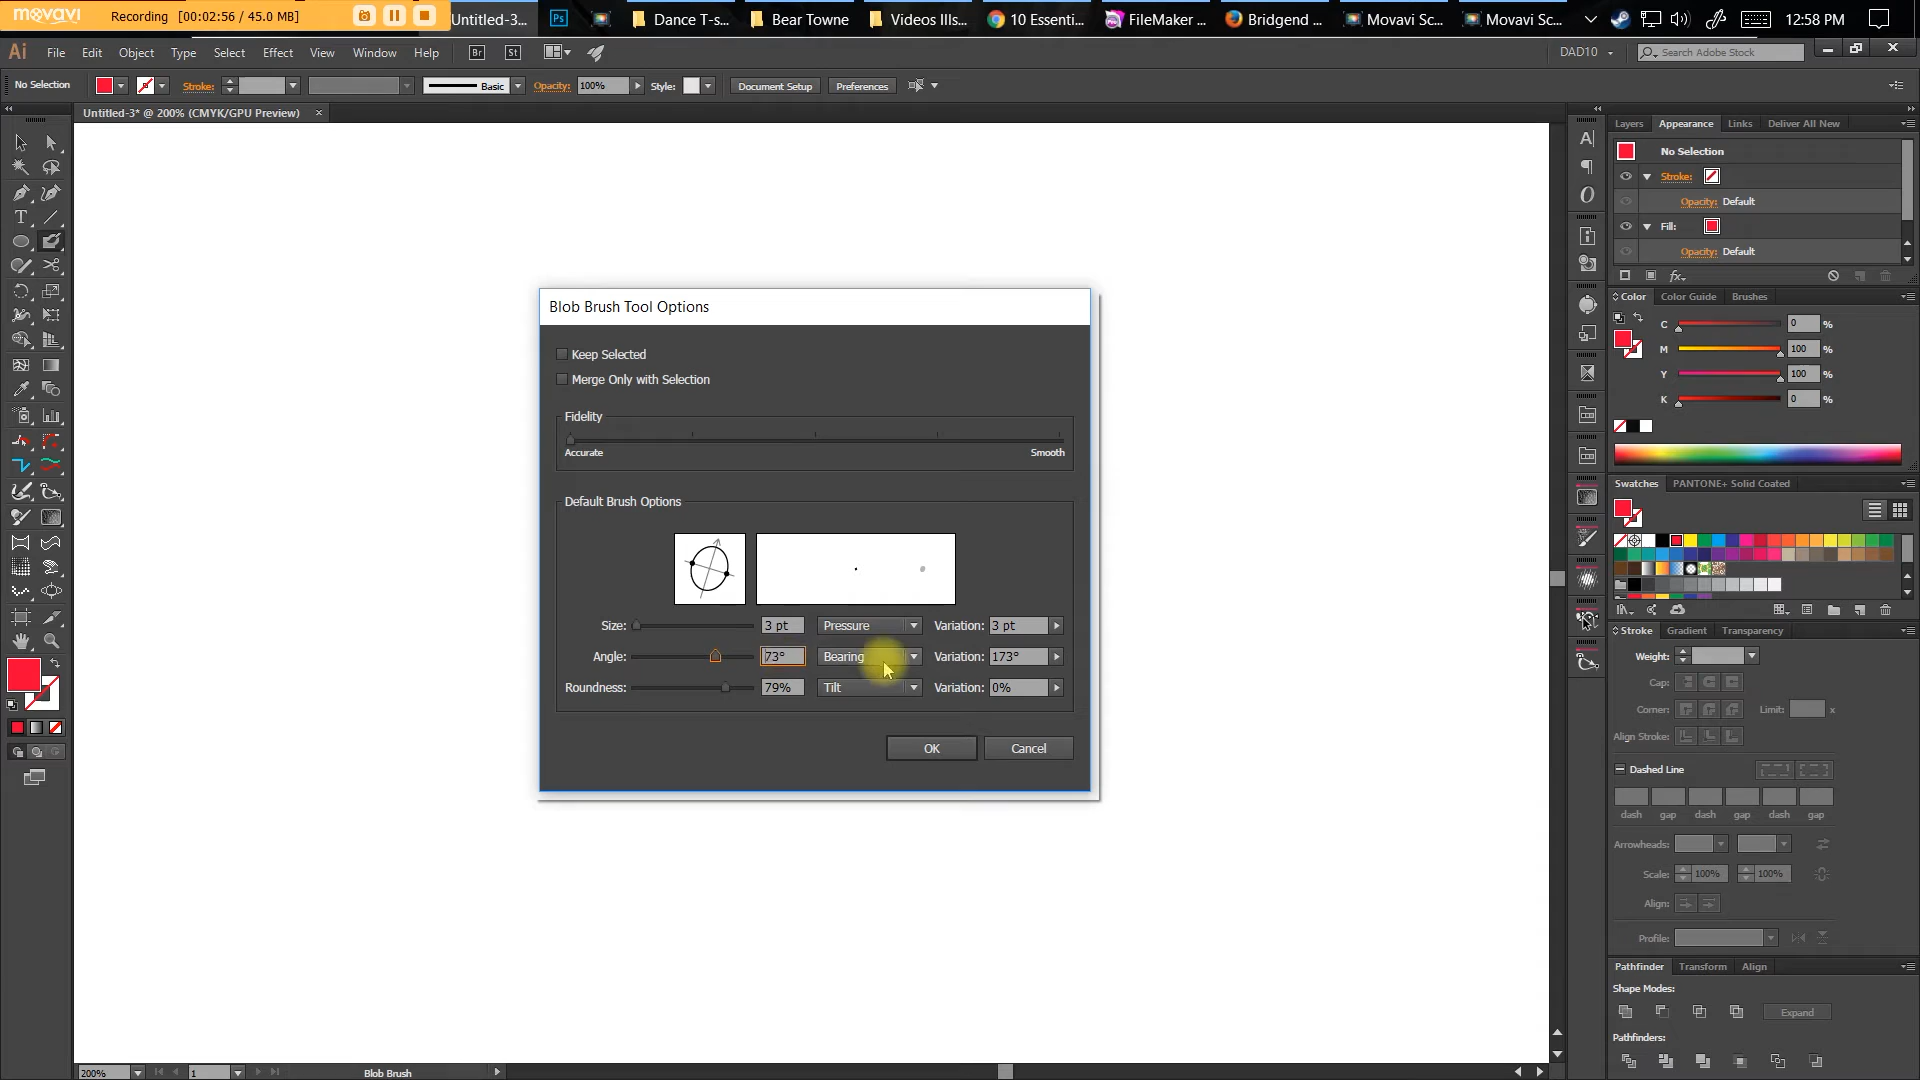 movavi Recording [00:02:56 / 45.0 MB] Untitled-3... Ps Dance T-s... Bear Towne Videos Ills... 10 Essenti... FileMaker ... Bridgend ... Movavi Sc... Movavi Sc... 12:58 PM
Ai File Edit Object Type Select Effect View Window Help Br St DAD10 Search Adobe Stock
No Selection Stroke: Basic Opacity: 100% Style: Document Setup Preferences
Untitled-3* @ 200% (CMYK/GPU Preview)
Layers Appearance Links Deliver All New
No Selection
Stroke:
Opacity: Default
Fill:
Opacity: Default
fx
Color Color Guide Brushes
C 0 %
M 100 %
Y 100 %
K 0 %
Swatches PANTONE+ Solid Coated
Stroke Gradient Transparency
Weight:
Cap:
Corner: Limit: x
Align Stroke:
Dashed Line
dash gap dash gap dash gap
Arrowheads:
Scale: 100% 100%
Align:
Profile:
Pathfinder Transform Align
Shape Modes:
Expand
Pathfinders:
Blob Brush Tool Options
Keep Selected
Merge Only with Selection
Fidelity
Accurate Smooth
Default Brush Options
Size: 3 pt Pressure Variation: 3 pt
Angle: 73° Bearing Variation: 173°
Roundness: 79% Tilt Variation: 0%
OK Cancel
200% 1 Blob Brush